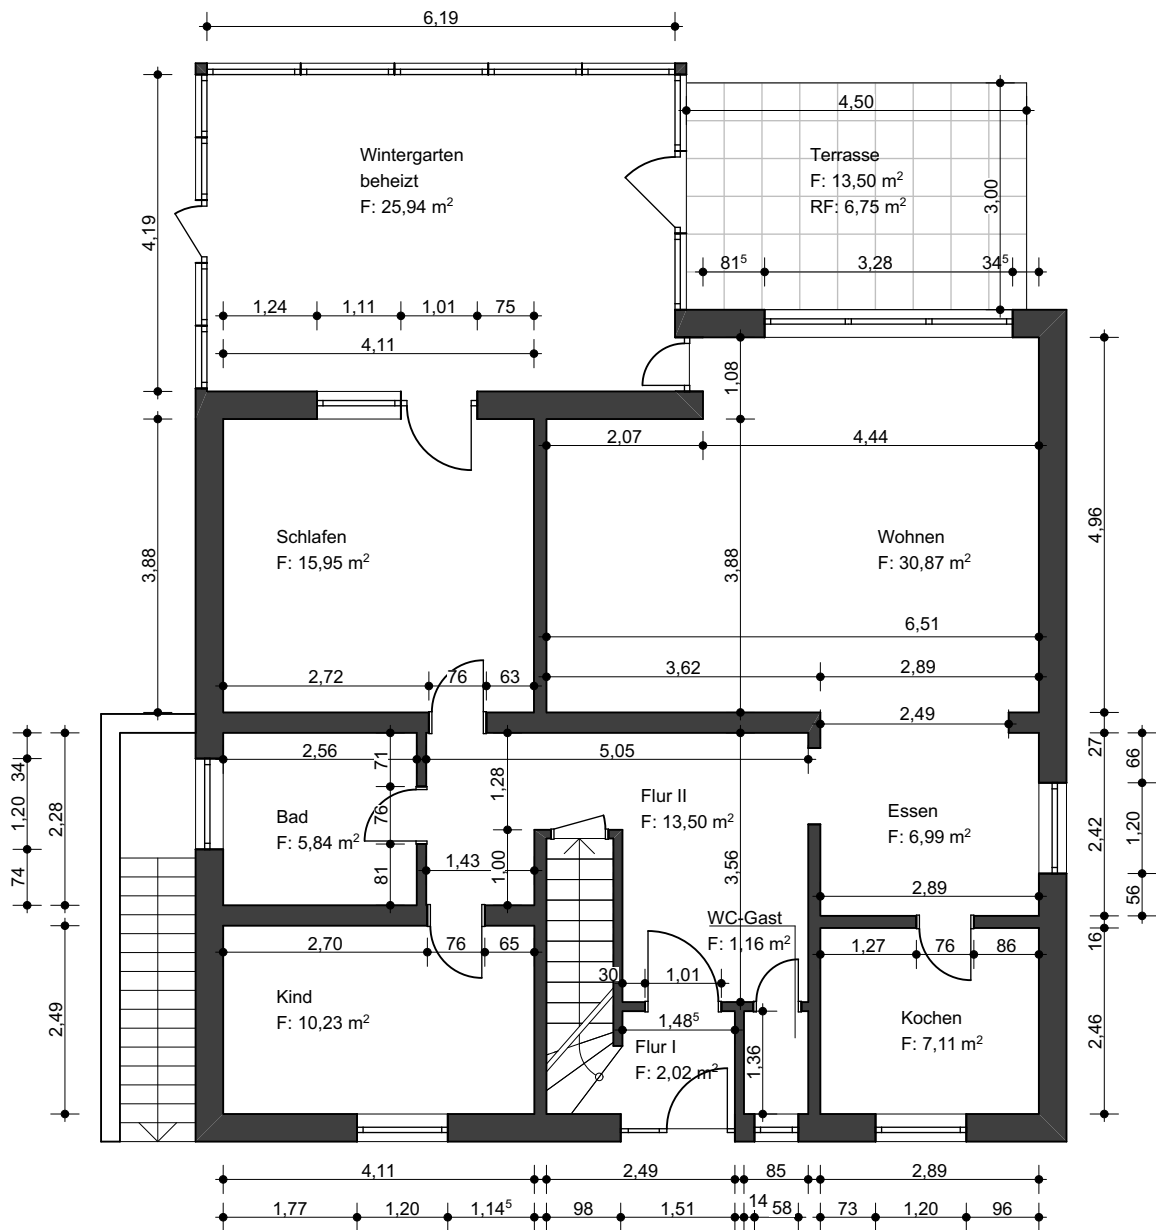 6,19
4,50
Wintergarten
beheizt
F: 25,94 m²
Terrasse
F: 13,50 m²
RF: 6,75 m²
3,00
4,19
81⁵
3,28
34⁵
1,24
1,11
1,01
75
4,11
1,08
2,07
4,44
4,96
3,88
Schlafen
F: 15,95 m²
3,88
Wohnen
F: 30,87 m²
6,51
2,72
76
63
3,62
2,89
2,49
2,56
71
5,05
27
66
34
1,20
74
2,28
1,28
76
Flur II
F: 13,50 m²
Essen
F: 6,99 m²
2,42
1,20
56
Bad
F: 5,84 m²
81
1,43
1,00
3,56
2,89
WC-Gast
F: 1,16 m²
16
2,70
76
65
1,27
76
86
30
1,01
2,49
Kind
F: 10,23 m²
1,48⁵
Flur I
F: 2,02 m²
1,36
Kochen
F: 7,11 m²
2,46
4,11
2,49
85
2,89
1,77
1,20
1,14⁵
98
1,51
14
58
73
1,20
96